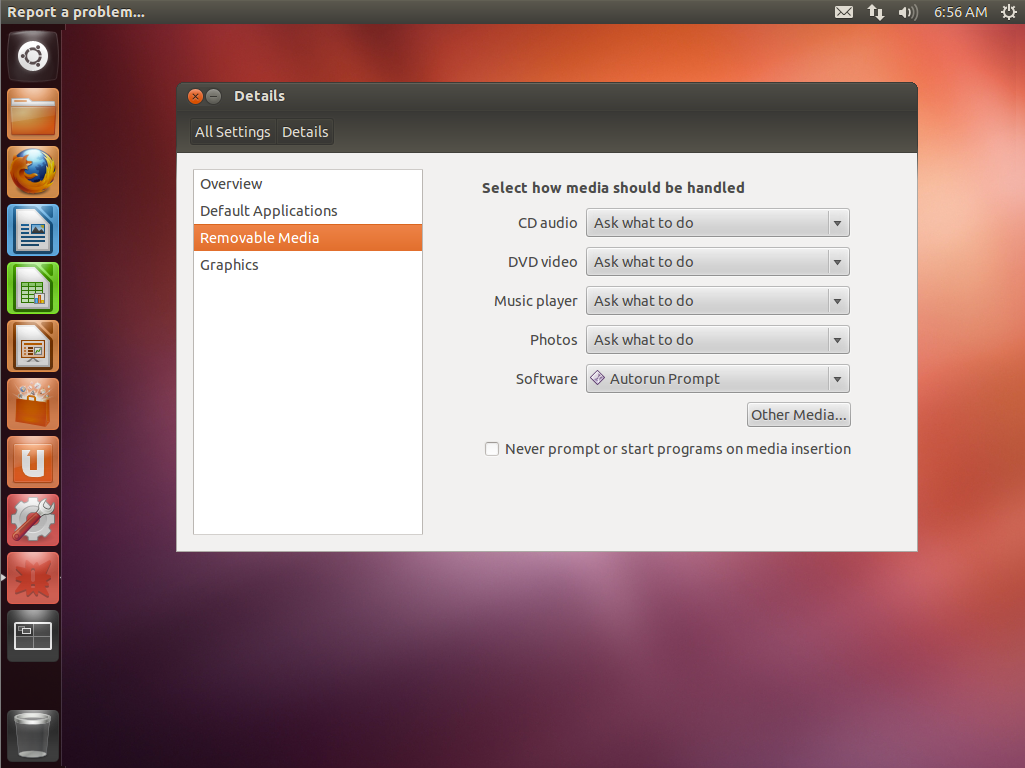 Report a problem...
6:56 AM
Details
All Settings Details
Overview
Default Applications
Removable Media
Graphics
Select how media should be handled
CD audio Ask what to do
DVD video Ask what to do
Music player Ask what to do
Photos Ask what to do
Software Autorun Prompt
Other Media...
Never prompt or start programs on media insertion